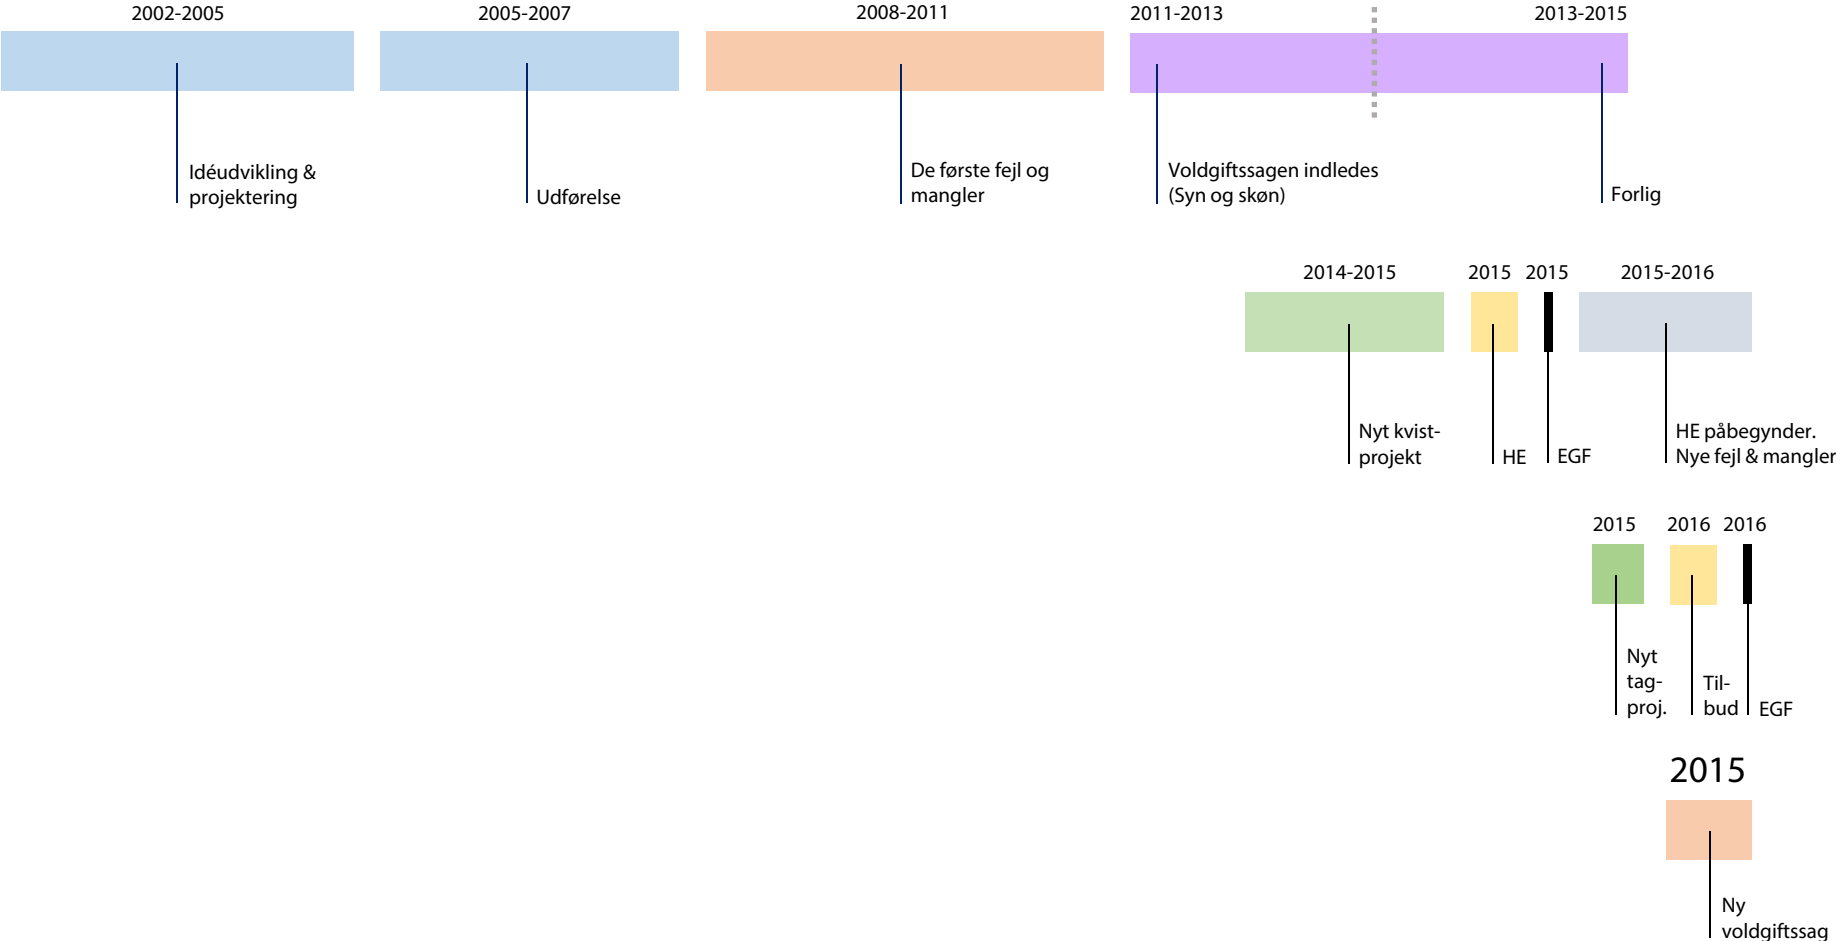 2002-2005
2005-2007
2008-2011
2011-2013
2013-2015
Idéudvikling &
projektering
Udførelse
De første fejl og
mangler
Voldgiftssagen indledes
(Syn og skøn)
Forlig
2014-2015
2015
2015
2015-2016
Nyt kvist-
projekt
HE
EGF
HE påbegynder.
Nye fejl & mangler
2015
2016
2016
Nyt
tag-
proj.
Til-
bud
EGF
2015
Ny
voldgiftssag